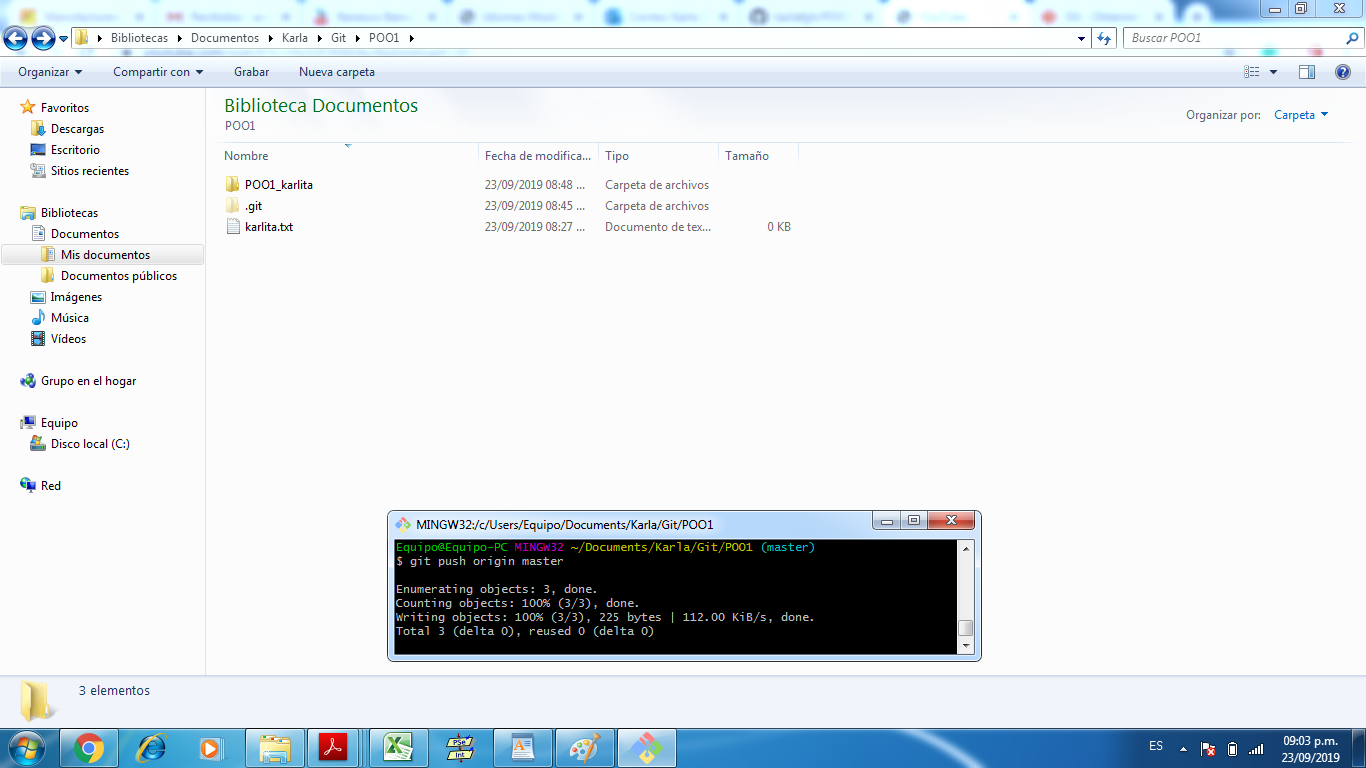 Bibliotecas Documentos Karla Git POO1
Buscar POO1
Organizar Compartir con Grabar Nueva carpeta
Favoritos
Descargas
Escritorio
Sitios recientes
Bibliotecas
Documentos
Mis documentos
Documentos públicos
Imágenes
Música
Vídeos
Grupo en el hogar
Equipo
Disco local (C:)
Red
Biblioteca Documentos
POO1
Organizar por: Carpeta
Nombre Fecha de modifica... Tipo Tamaño
POO1_karlita 23/09/2019 08:48 ... Carpeta de archivos
.git 23/09/2019 08:45 ... Carpeta de archivos
karlita.txt 23/09/2019 08:27 ... Documento de tex... 0 KB
MINGW32:/c/Users/Equipo/Documents/Karla/Git/POO1
Equipo@Equipo-PC MINGW32 ~/Documents/Karla/Git/POO1 (master)
$ git push origin master
Enumerating objects: 3, done.
Counting objects: 100% (3/3), done.
Writing objects: 100% (3/3), 225 bytes | 112.00 KiB/s, done.
Total 3 (delta 0), reused 0 (delta 0)
3 elementos
PSe
Int
ES
09:03 p.m.
23/09/2019